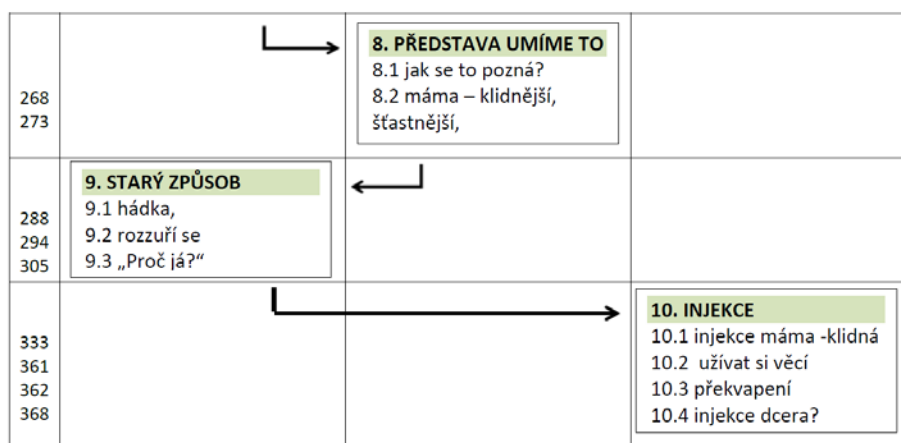 8. PŘEDSTAVA UMÍME TO
8.1 jak se to pozná?
268
8.2 máma – klidnější,
273
šťastnější,
9. STARÝ ZPŮSOB
9.1 hádka,
288
9.2 rozzuří se
294
9.3 „Proč já?“
305
10. INJEKCE
10.1 injekce máma -klidná
333
10.2 užívat si věcí
361
10.3 překvapení
362
10.4 injekce dcera?
368